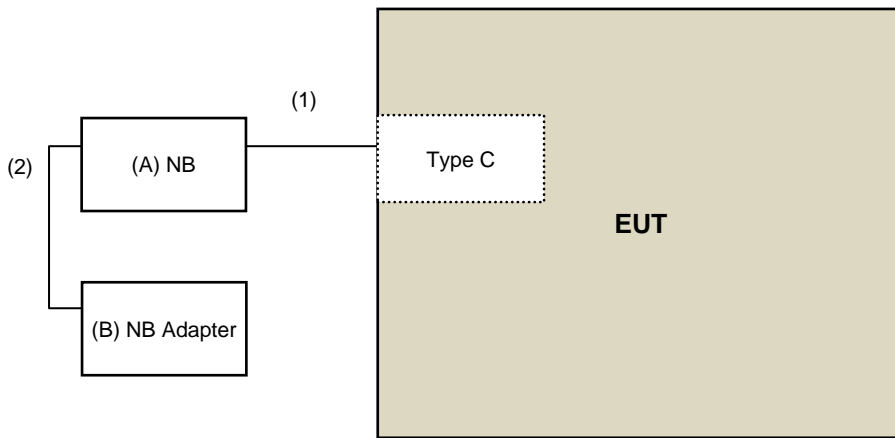 (1)
(2)
(A) NB
Type C
EUT
(B) NB Adapter